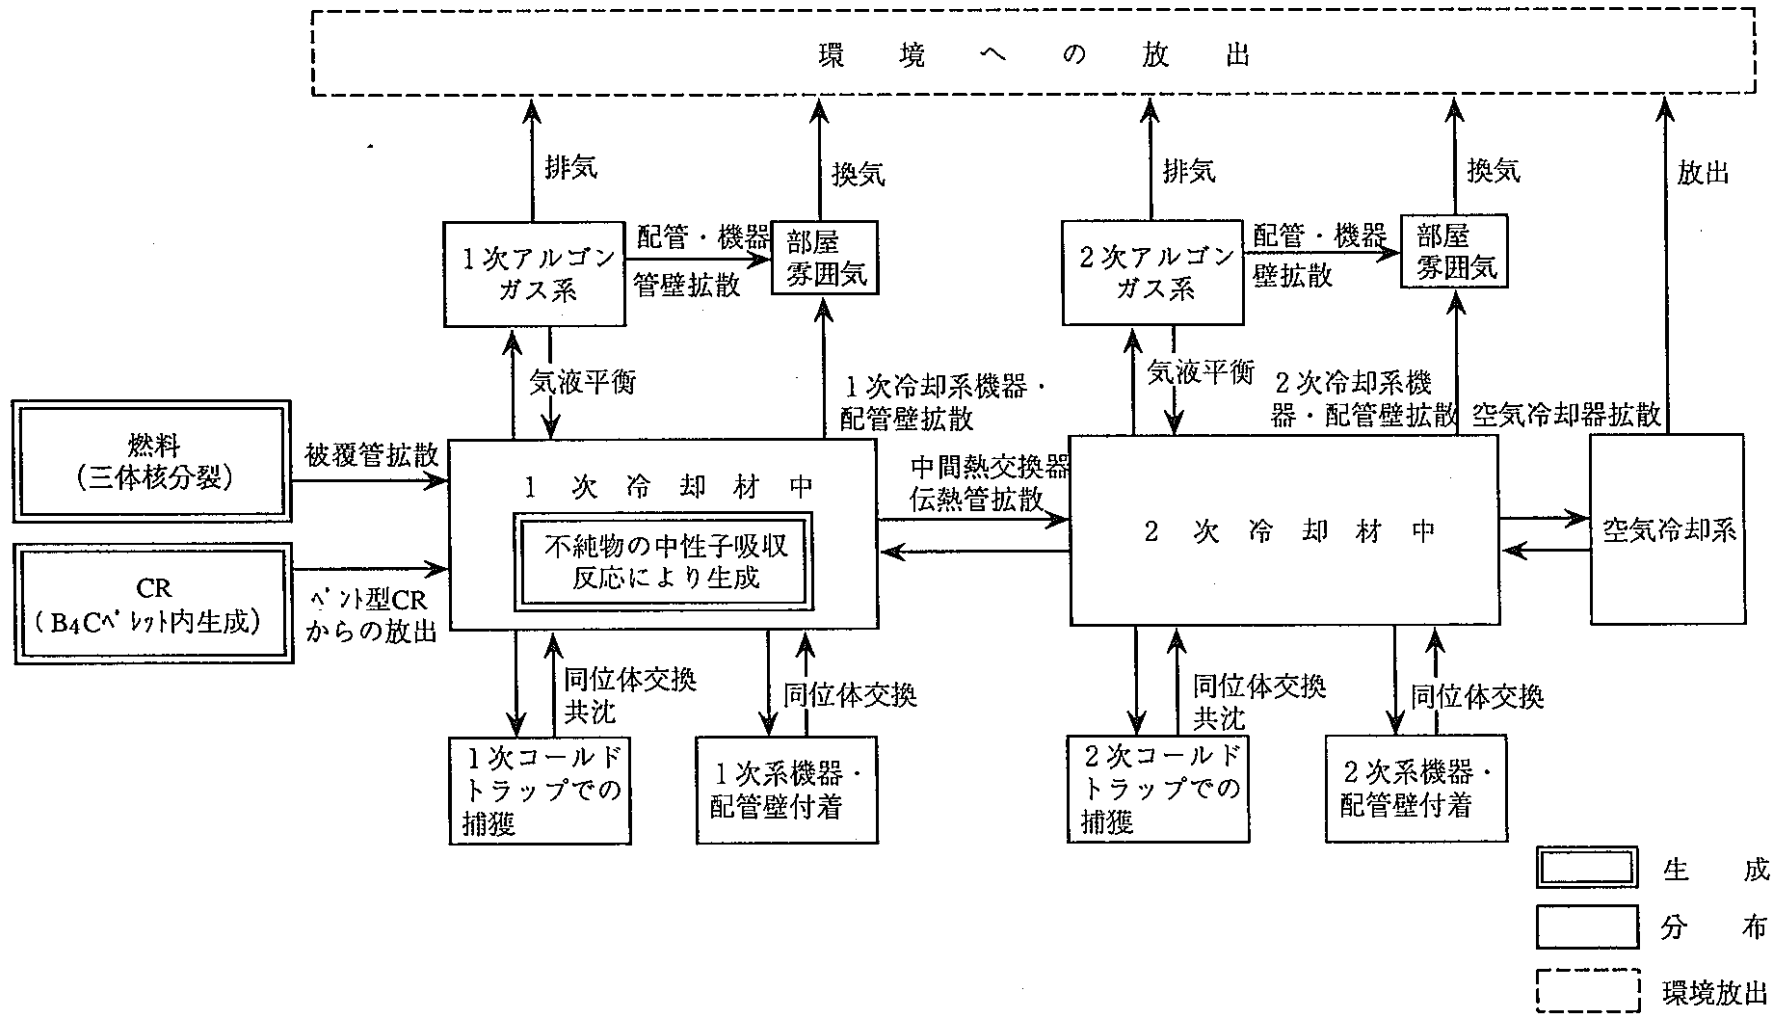 環境への放出
排気
換気
排気
換気
放出
1次アルゴン
ガス系
配管・機器
管壁拡散
部屋
雰囲気
2次アルゴン
ガス系
配管・機器
壁拡散
部屋
雰囲気
気液平衡
1次冷却系機器・
配管壁拡散
気液平衡
2次冷却系機
器・配管壁拡散
空気冷却器拡散
燃料
(三体核分裂)
被覆管拡散
CR
(B4Cペレット内生成)
ベント型CR
からの放出
1次冷却材中
不純物の中性子吸収
反応により生成
中間熱交換器
伝熱管拡散
2次冷却材中
空気冷却系
同位体交換
共沈
同位体交換
同位体交換
共沈
同位体交換
1次コールド
トラップでの
捕獲
1次系機器・
配管壁付着
2次コールド
トラップでの
捕獲
2次系機器・
配管壁付着
生成
分布
環境放出